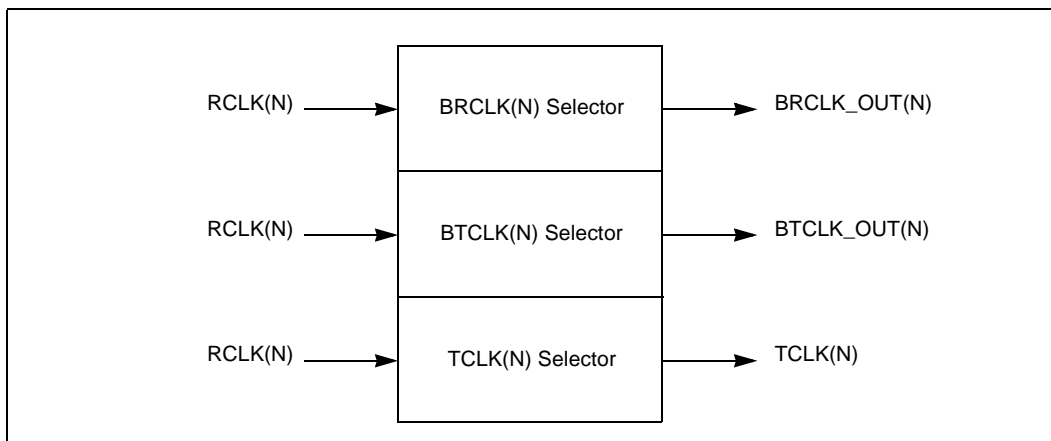 RCLK(N) BRCLK(N) Selector BRCLK_OUT(N)
RCLK(N) BTCLK(N) Selector BTCLK_OUT(N)
RCLK(N) TCLK(N) Selector TCLK(N)